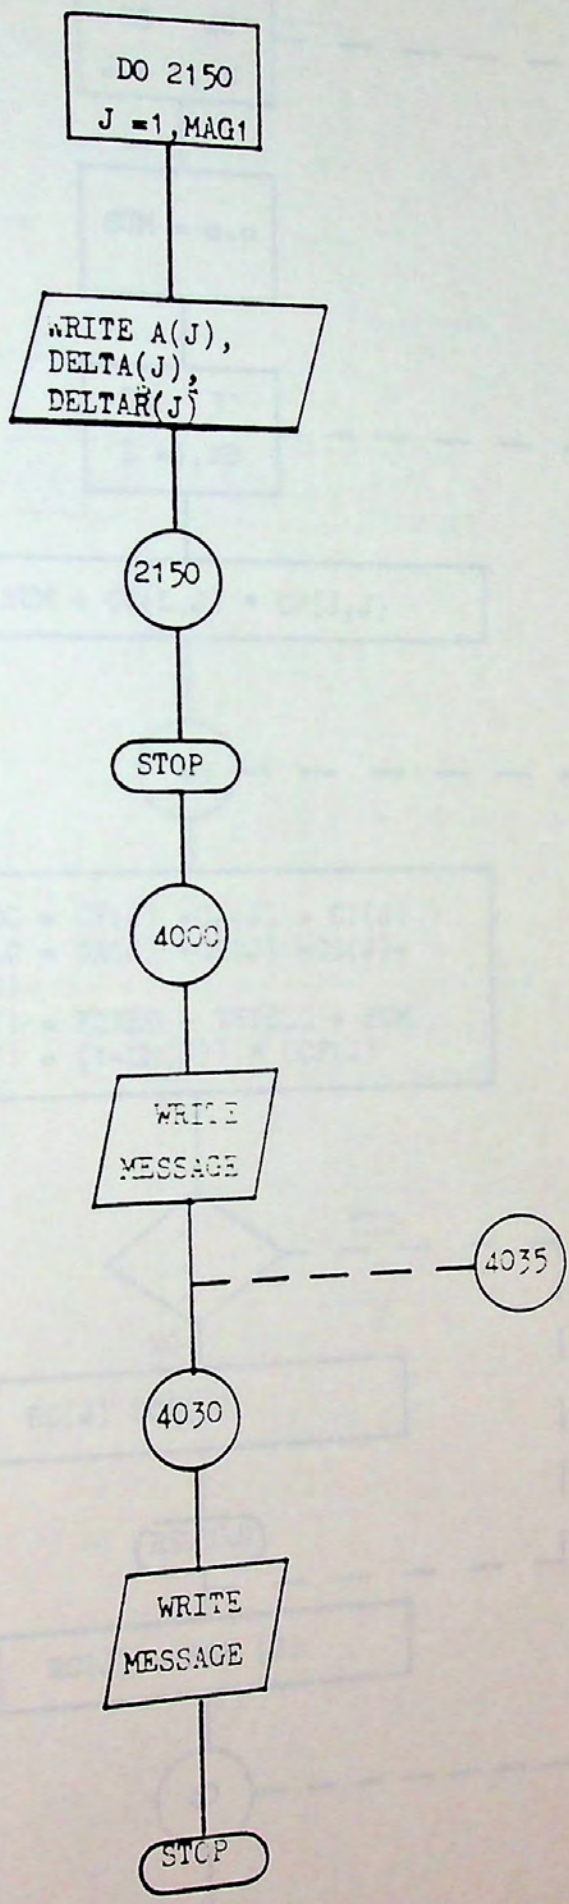 DO 2150
J =1,MAG1
WRITE A(J),
DELTA(J),
DELTAR(J)
2150
STOP
4000
WRITE
MESSAGE
4035
4030
WRITE
MESSAGE
STOP